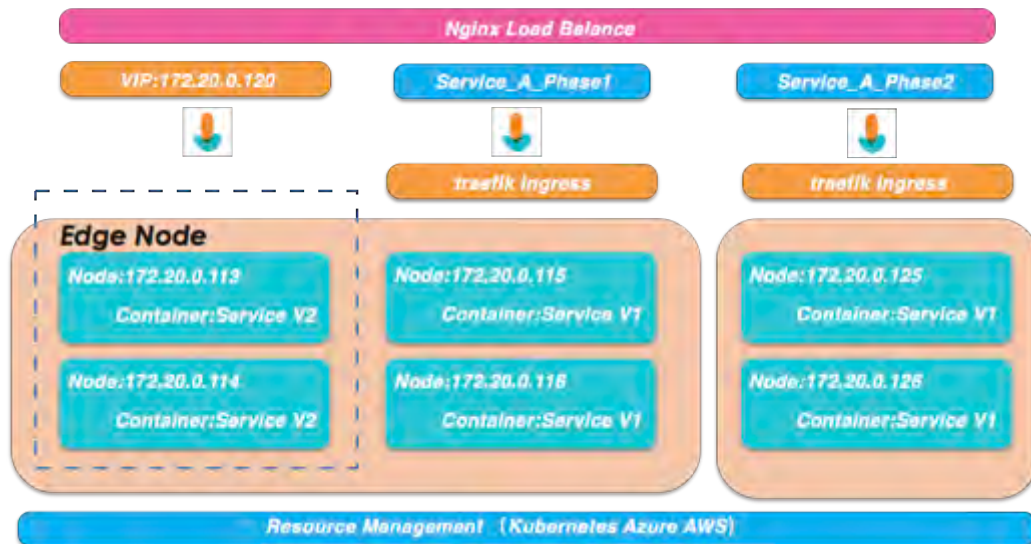 Nginx Load Balance
VIP:172.20.0.120
Service_A_Phase1
Service_A_Phase2
traefik ingress
traefik ingress
Edge Node
Node:172.20.0.113
Container:Service V2
Node:172.20.0.114
Container:Service V2
Node:172.20.0.115
Container:Service V1
Node:172.20.0.116
Container:Service V1
Node:172.20.0.125
Container:Service V1
Node:172.20.0.126
Container:Service V1
Resource Management (Kubernetes Azure AWS)